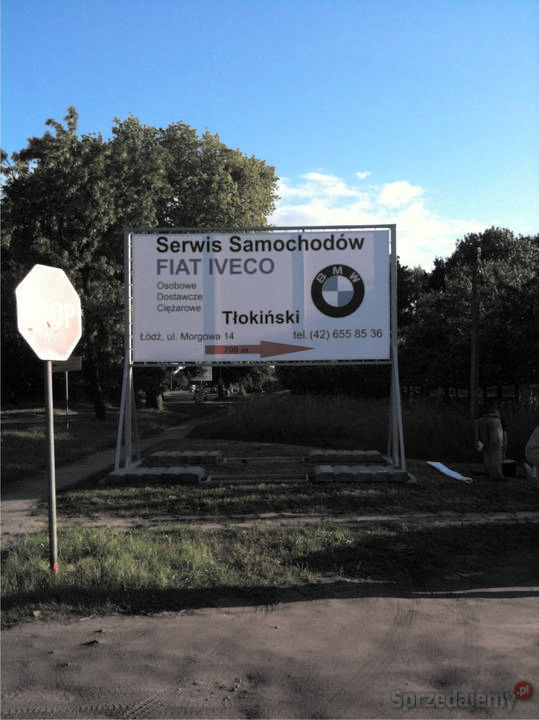 Serwis Samochodów
FIAT IVECO
BMW
Osobowe
Dostawcze
Ciężarowe
Tłokiński
Łódź, ul. Morgowa 14
tel. (42) 655 85 36
200 m
STOP
Sprzedajemy.pl